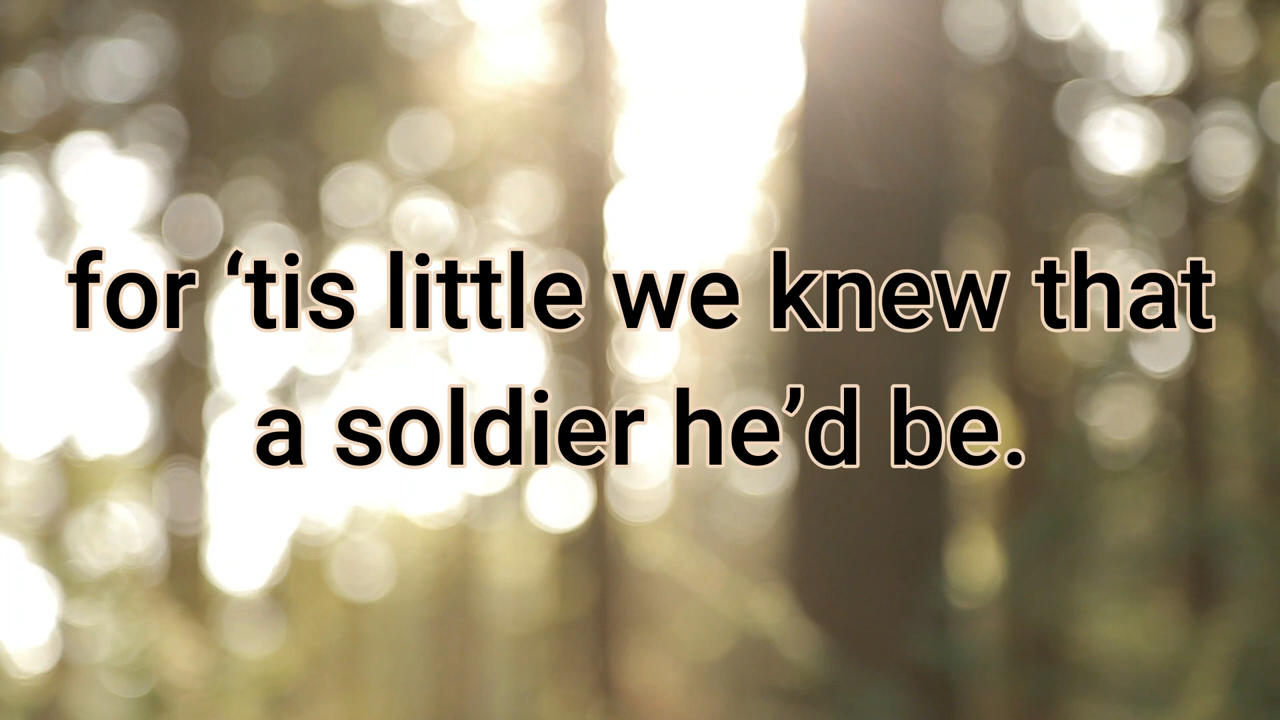 for ‘tis little we knew that
a soldier he’d be.